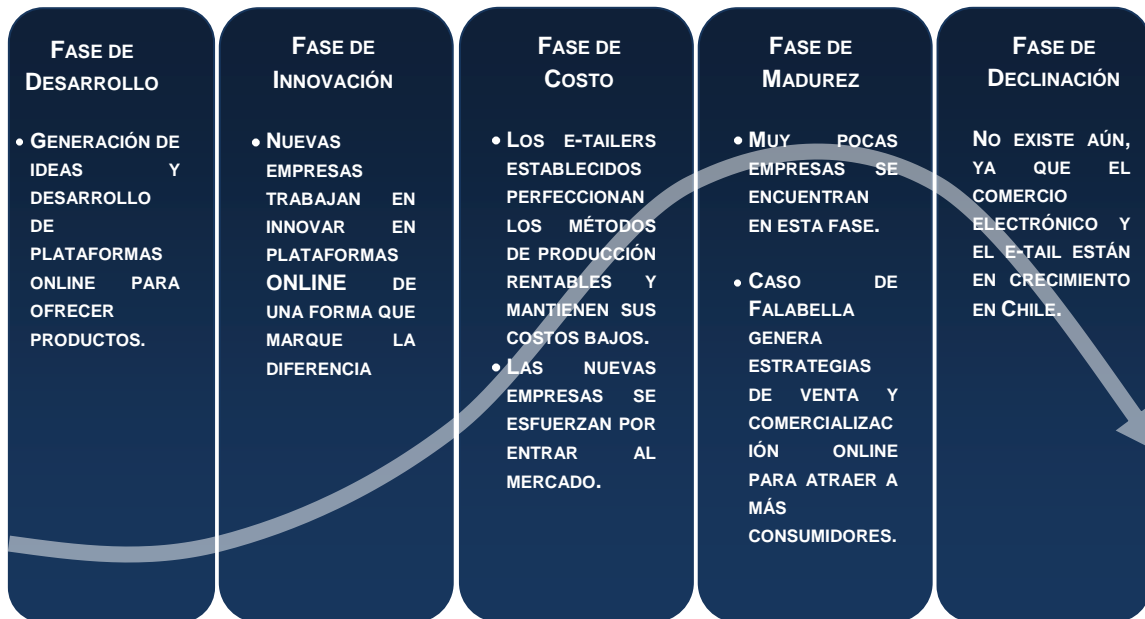 FASE DE
DESARROLLO
• GENERACIÓN DE
IDEAS Y
DESARROLLO
DE
PLATAFORMAS
ONLINE PARA
OFRECER
PRODUCTOS.
FASE DE
INNOVACIÓN
• NUEVAS
EMPRESAS
TRABAJAN EN
INNOVAR EN
PLATAFORMAS
ONLINE DE
UNA FORMA QUE
MARQUE LA
DIFERENCIA
FASE DE
COSTO
• LOS E-TAILERS
ESTABLECIDOS
PERFECCIONAN
LOS MÉTODOS
DE PRODUCCIÓN
RENTABLES Y
MANTIENEN SUS
COSTOS BAJOS.
• LAS NUEVAS
EMPRESAS SE
ESFUERZAN POR
ENTRAR AL
MERCADO.
FASE DE
MADUREZ
• MUY POCAS
EMPRESAS SE
ENCUENTRAN
EN ESTA FASE.
• CASO DE
FALABELLA
GENERA
ESTRATEGIAS
DE VENTA Y
COMERCIALIZAC
IÓN ONLINE
PARA ATRAER A
MÁS
CONSUMIDORES.
FASE DE
DECLINACIÓN
NO EXISTE AÚN,
YA QUE EL
COMERCIO
ELECTRÓNICO Y
EL E-TAIL ESTÁN
EN CRECIMIENTO
EN CHILE.